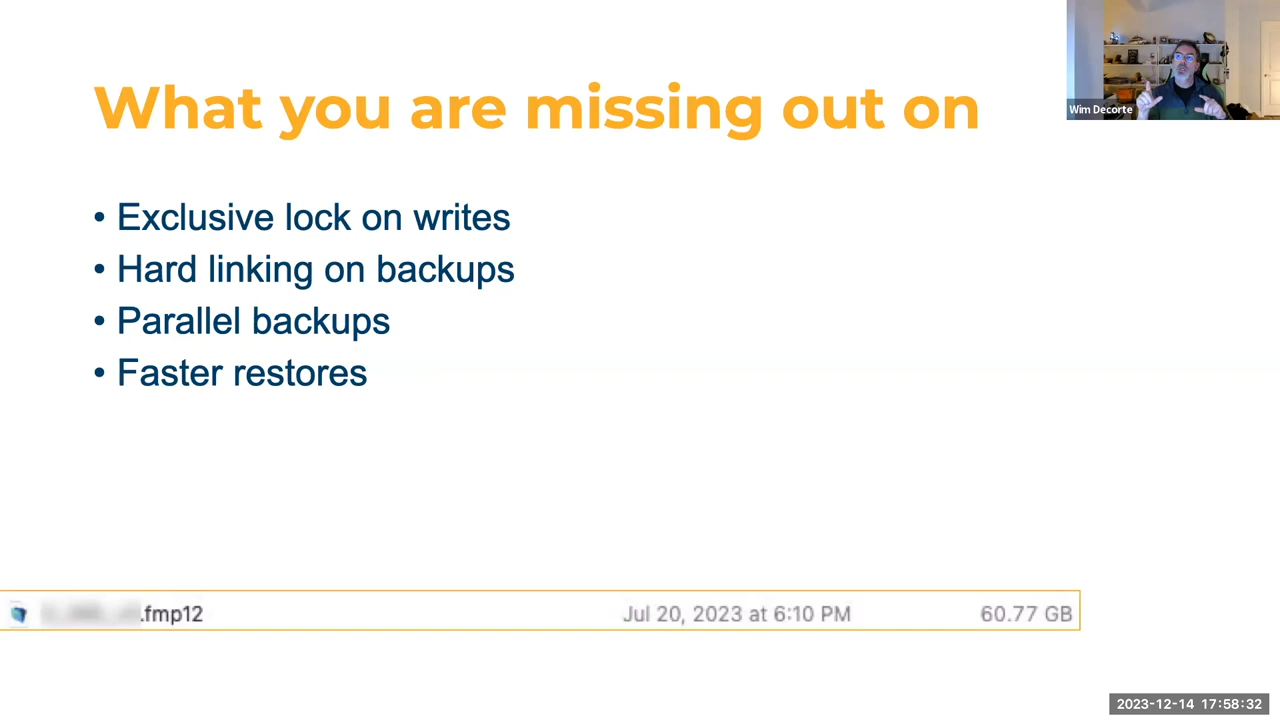 What you are missing out on
Wim Decorte
• Exclusive lock on writes
• Hard linking on backups
• Parallel backups
• Faster restores
.fmp12 Jul 20, 2023 at 6:10 PM 60.77 GB
2023-12-14 17:58:32